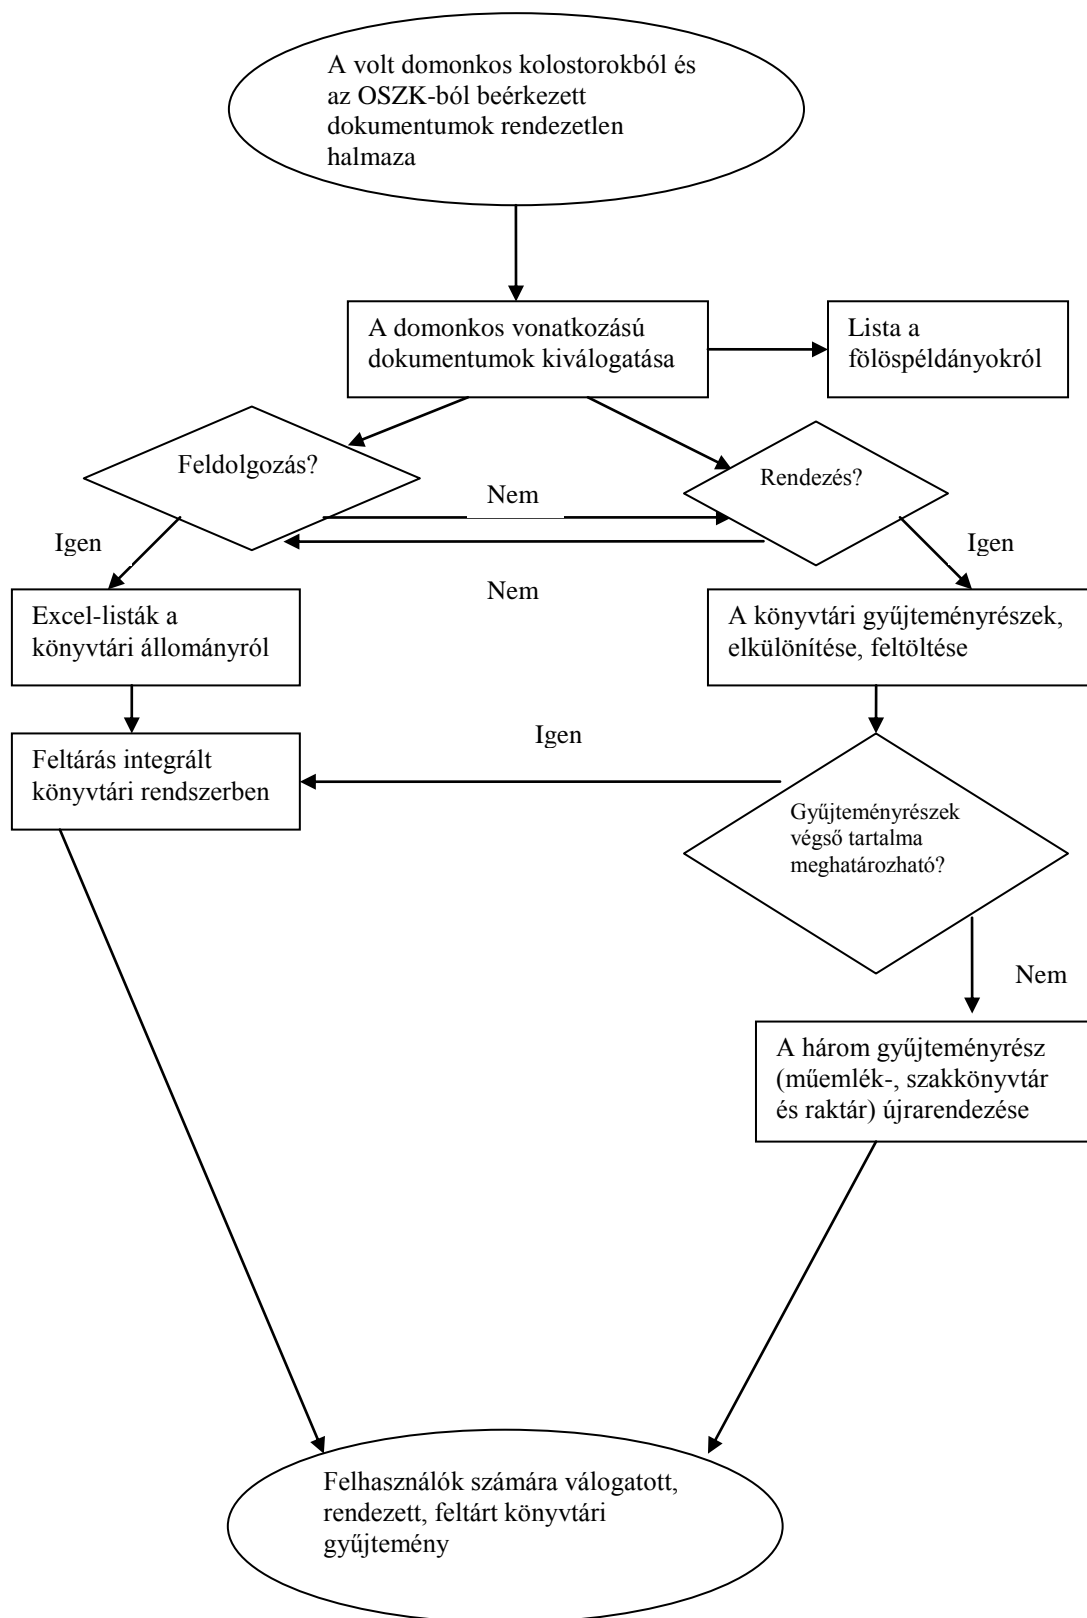 A volt domonkos kolostorokból és
az OSZK-ból beérkezett
dokumentumok rendezetlen
halmaza
A domonkos vonatkozású
dokumentumok kiválogatása
Lista a
fölöspéldányokról
Feldolgozás?
Rendezés?
Nem
Igen
Igen
Nem
Excel-listák a
könyvtári állományról
A könyvtári gyűjteményrészek,
elkülönítése, feltöltése
Igen
Feltárás integrált
könyvtári rendszerben
Gyűjteményrészek
végső tartalma
meghatározható?
Nem
A három gyűjteményrész
(műemlék-, szakkönyvtár
és raktár) újrarendezése
Felhasználók számára válogatott,
rendezett, feltárt könyvtári
gyűjtemény